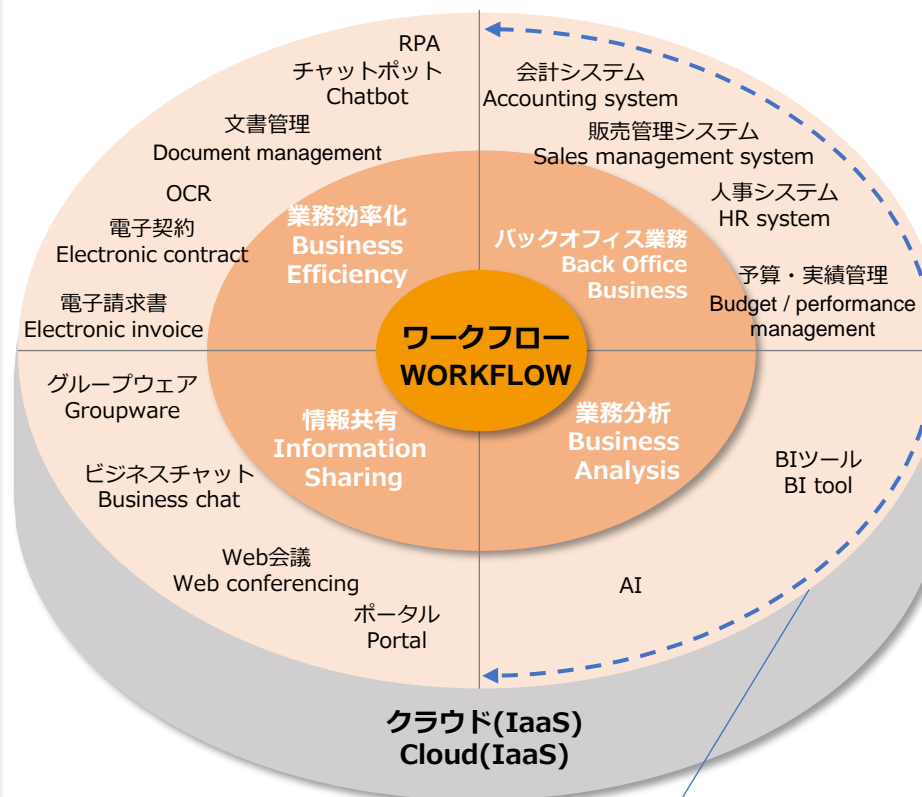 RPA
チャットポット
Chatbot
文書管理
Document management
OCR
電子契約
Electronic contract
電子請求書
Electronic invoice
業務効率化
Business
Efficiency
会計システム
Accounting system
販売管理システム
Sales management system
人事システム
HR system
予算・実績管理
Budget / performance
management
バックオフィス業務
Back Office
Business
ワークフロー
WORKFLOW
グループウェア
Groupware
ビジネスチャット
Business chat
Web会議
Web conferencing
ポータル
Portal
情報共有
Information
Sharing
業務分析
Business
Analysis
BIツール
BI tool
AI
クラウド(IaaS)
Cloud(IaaS)